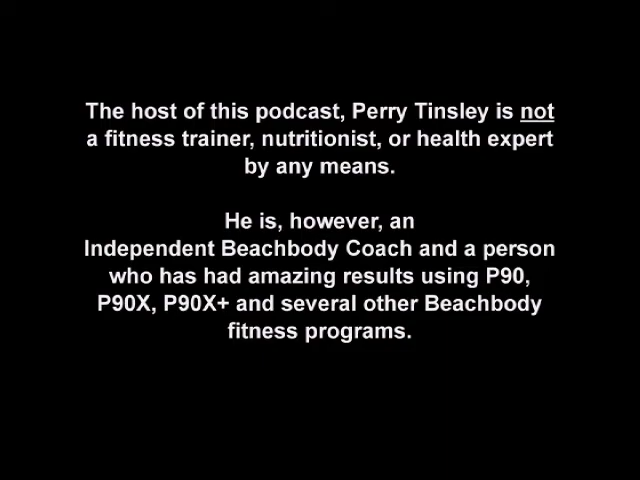 The host of this podcast, Perry Tinsley is not
a fitness trainer, nutritionist, or health expert
by any means.
He is, however, an
Independent Beachbody Coach and a person
who has had amazing results using P90,
P90X, P90X+ and several other Beachbody
fitness programs.